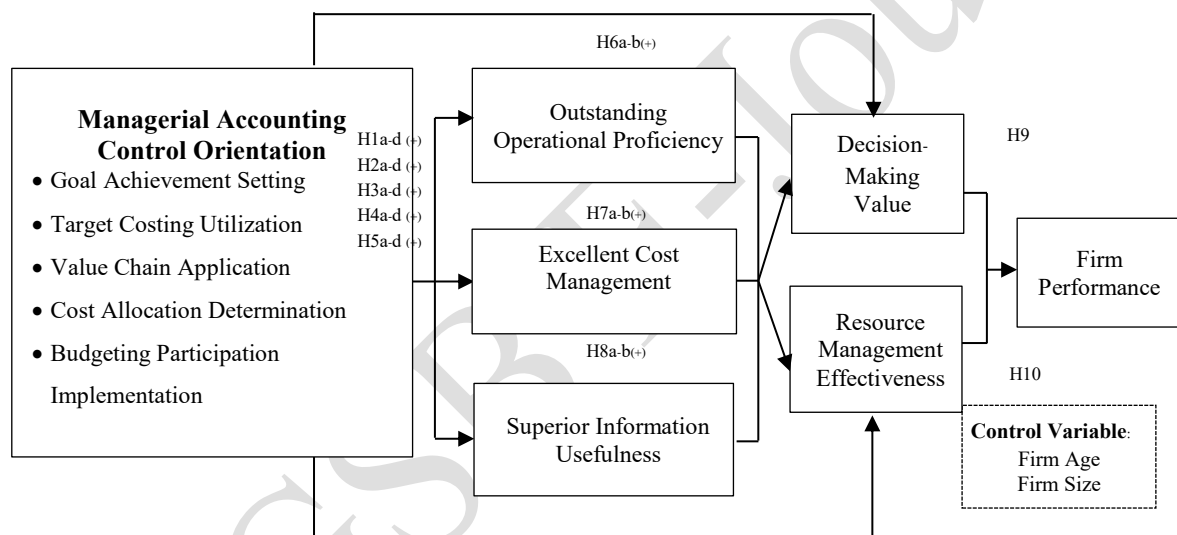 H6a-b(+)
Managerial Accounting
Control Orientation
• Goal Achievement Setting
• Target Costing Utilization
• Value Chain Application
• Cost Allocation Determination
• Budgeting Participation
Implementation
H1a-d (+)
H2a-d (+)
H3a-d (+)
H4a-d (+)
H5a-d (+)
Outstanding
Operational Proficiency
H7a-b(+)
Excellent Cost
Management
H8a-b(+)
Superior Information
Usefulness
Decision-
Making
Value
Resource
Management
Effectiveness
H9
Firm
Performance
H10
Control Variable:
Firm Age
Firm Size